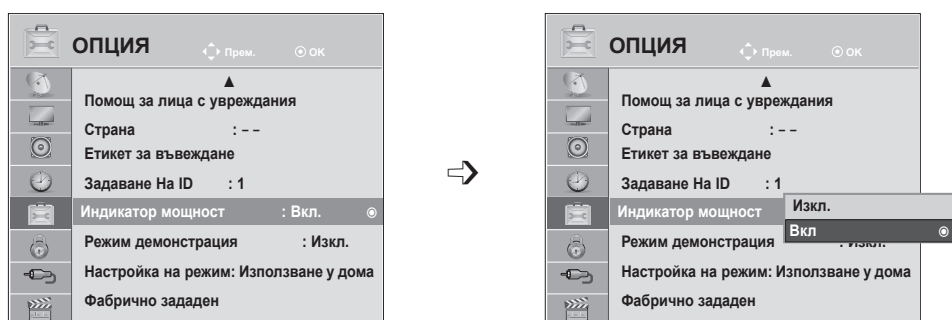 ОПЦИЯ Прем. OK
Помощ за лица с увреждания
Страна : – –
Етикет за въвеждане
Задаване На ID : 1
Индикатор мощност : Вкл.
Режим демонстрация : Изкл.
Настройка на режим: Използване у дома
Фабрично зададен
ОПЦИЯ Прем. OK
Помощ за лица с увреждания
Страна : – –
Етикет за въвеждане
Задаване На ID : 1
Индикатор мощност
Изкл.
Вкл
Режим демонстрация : Изкл.
Настройка на режим: Използване у дома
Фабрично зададен